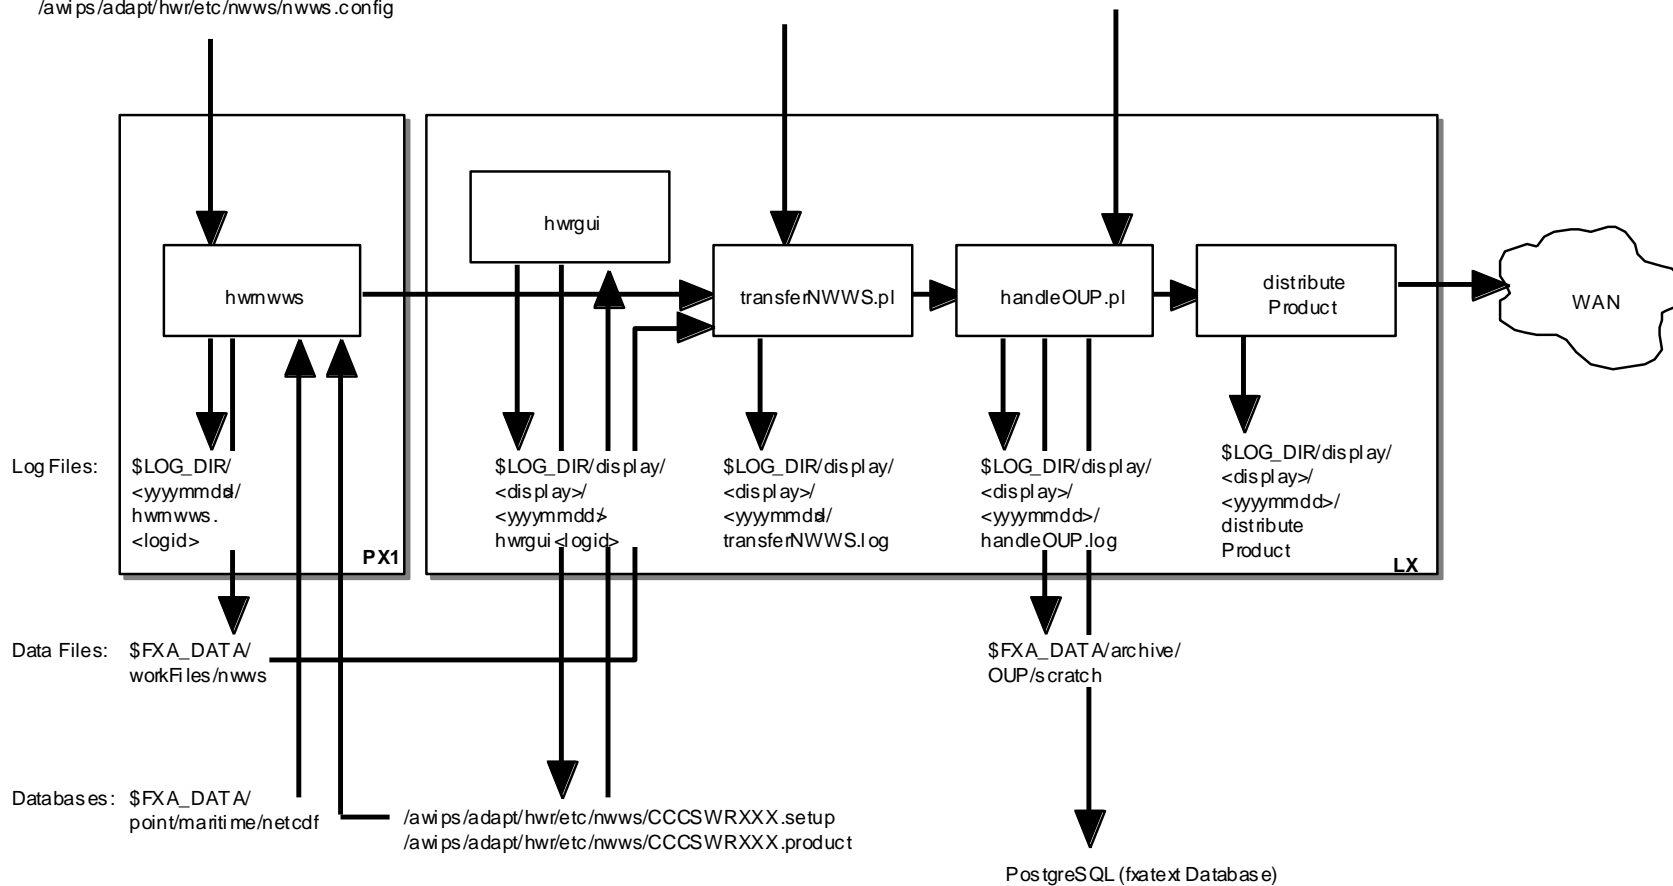 /awips/adapt/hwr/etc/nwws/nwws.config
hwrgui
hwrnwws
transferNWWS.pl
handleOUP.pl
distribute
Product
WAN
Log Files:
$LOG_DIR/
<yyymmdd>/
hwrnwws.
<logid>
PX1
$LOG_DIR/display/
<display>/
<yyyymmdd>
hwrgui<logid>
$LOG_DIR/display/
<display>/
<yyyymmdd>/
transferNWWS.log
$LOG_DIR/display/
<display>/
<yyyymmdd>/
handleOUP.log
$LOG_DIR/display/
<display>/
<yyyymmdd>/
distribute
Product
LX
Data Files:
$FXA_DATA/
workFiles/nwws
$FXA_DATA/archive/
OUP/scratch
Databases:
$FXA_DATA/
point/maritime/netcdf
/awips/adapt/hwr/etc/nwws/CCCSWRXXX.setup
/awips/adapt/hwr/etc/nwws/CCCSWRXXX.product
PostgreSQL (fxatext Database)